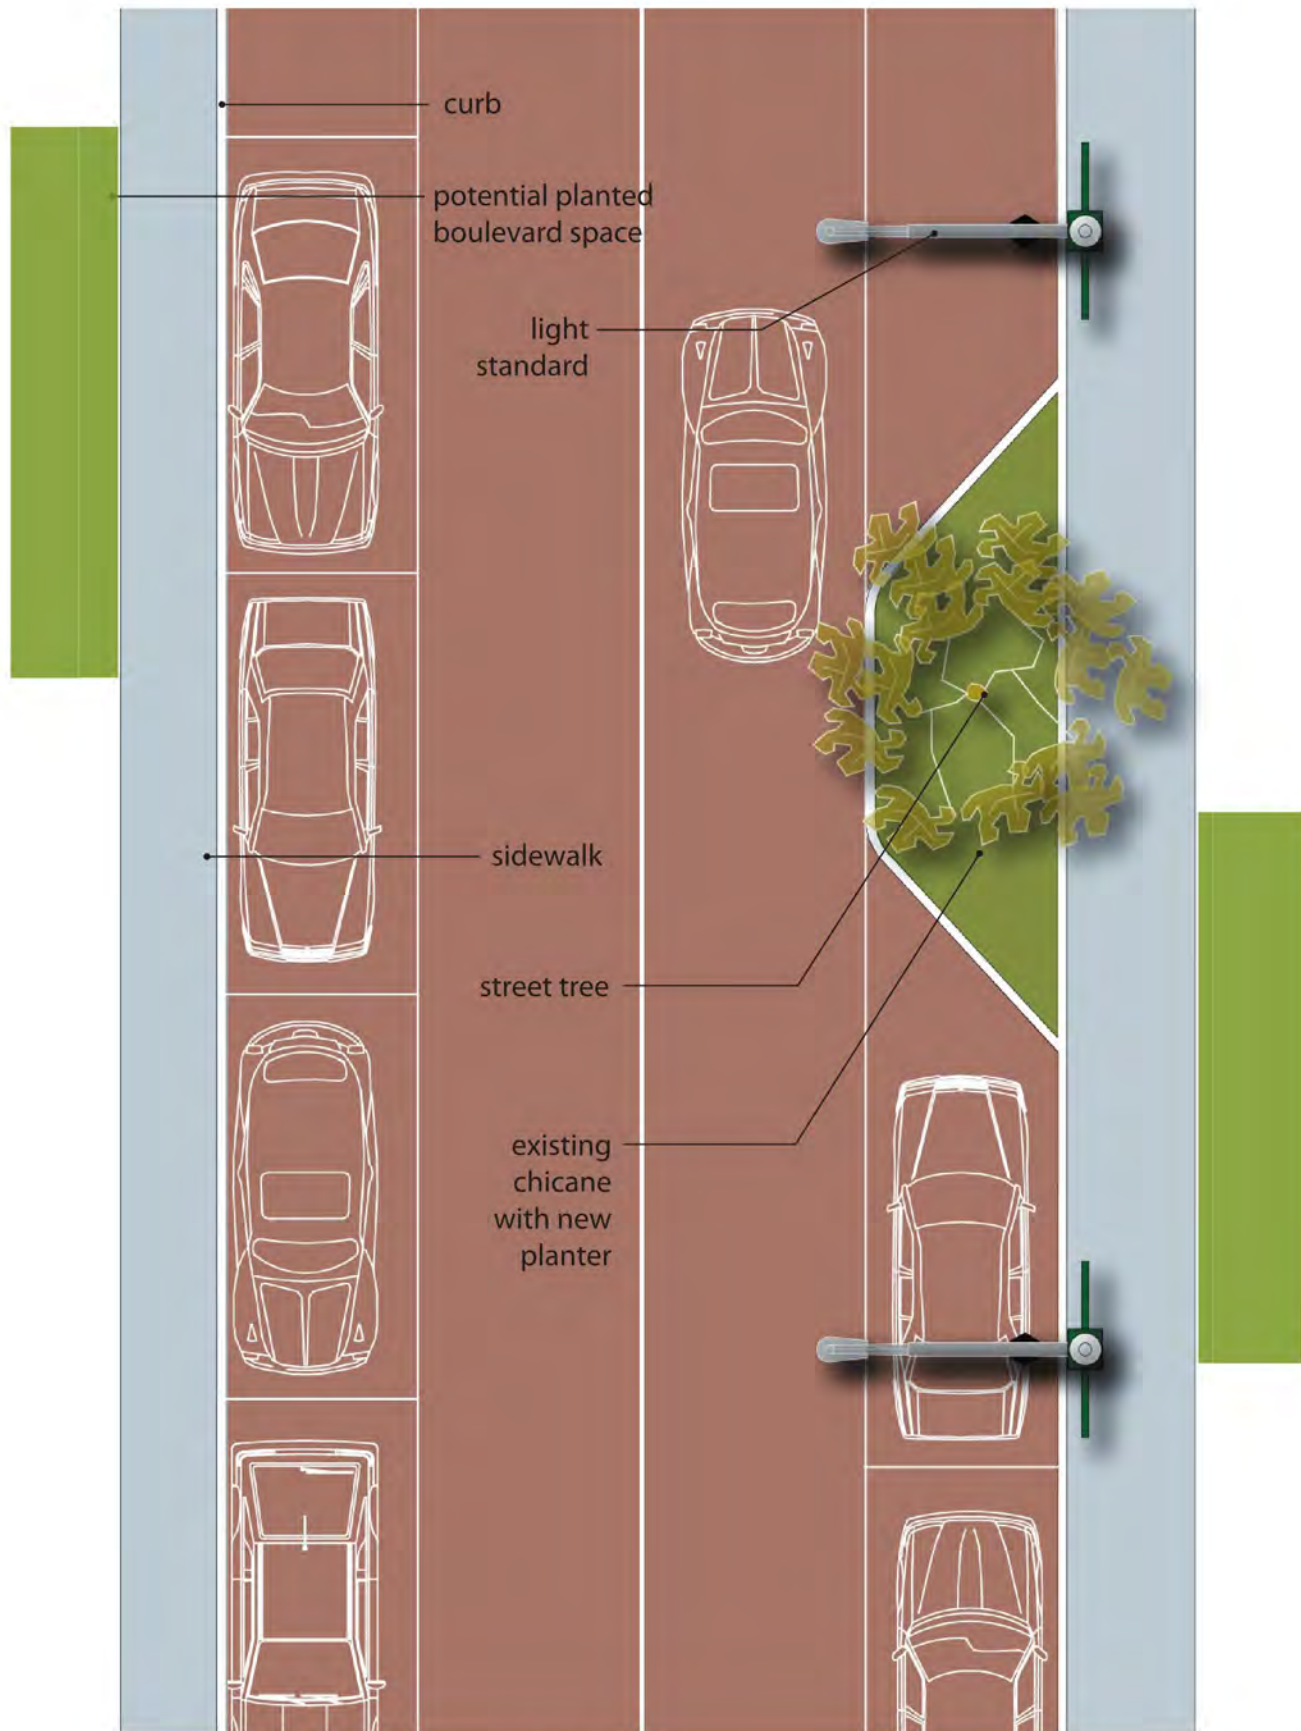 curb
potential planted
boulevard space
light
standard
sidewalk
street tree
existing
chicane
with new
planter